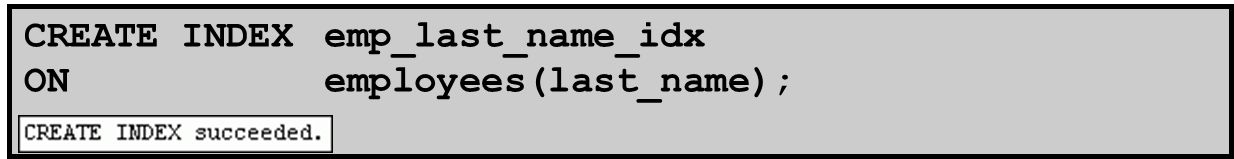 CREATE INDEX emp_last_name_idx
ON employees(last_name);
CREATE INDEX succeeded.